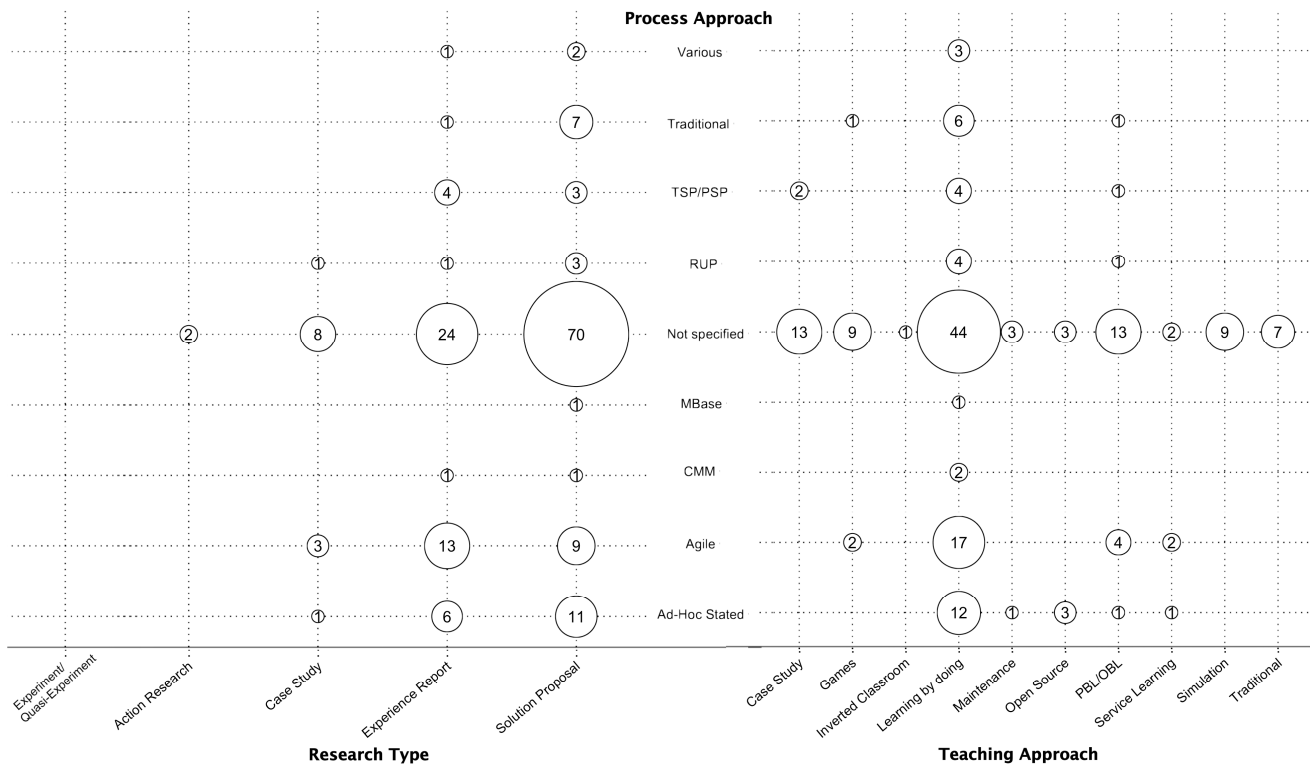 Process Approach
1 2 Various 3
1 7 Traditional 1 6 1
4 3 TSP/PSP 2 4 1
1 1 3 RUP 4 1
2 8 24 70 Not specified 13 9 1 44 3 3 13 2 9 7
1 MBase 1
1 1 CMM 2
3 13 9 Agile 2 17 4 2
1 6 11 Ad-Hoc Stated 12 1 3 1 1
Experiment/
Quasi-Experiment
Action Research
Case Study
Experience Report
Solution Proposal
Case Study
Games
Inverted Classroom
Learning by doing
Maintenance
Open Source
PBL/OBL
Service Learning
Simulation
Traditional
Research Type
Teaching Approach